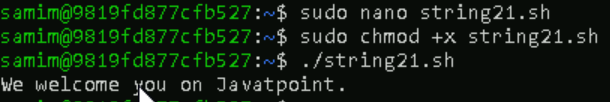 samim@9819fd877cfb527:~$ sudo nano string21.sh
samim@9819fd877cfb527:~$ sudo chmod +x string21.sh
samim@9819fd877cfb527:~$ ./string21.sh
We welcome you on Javatpoint.